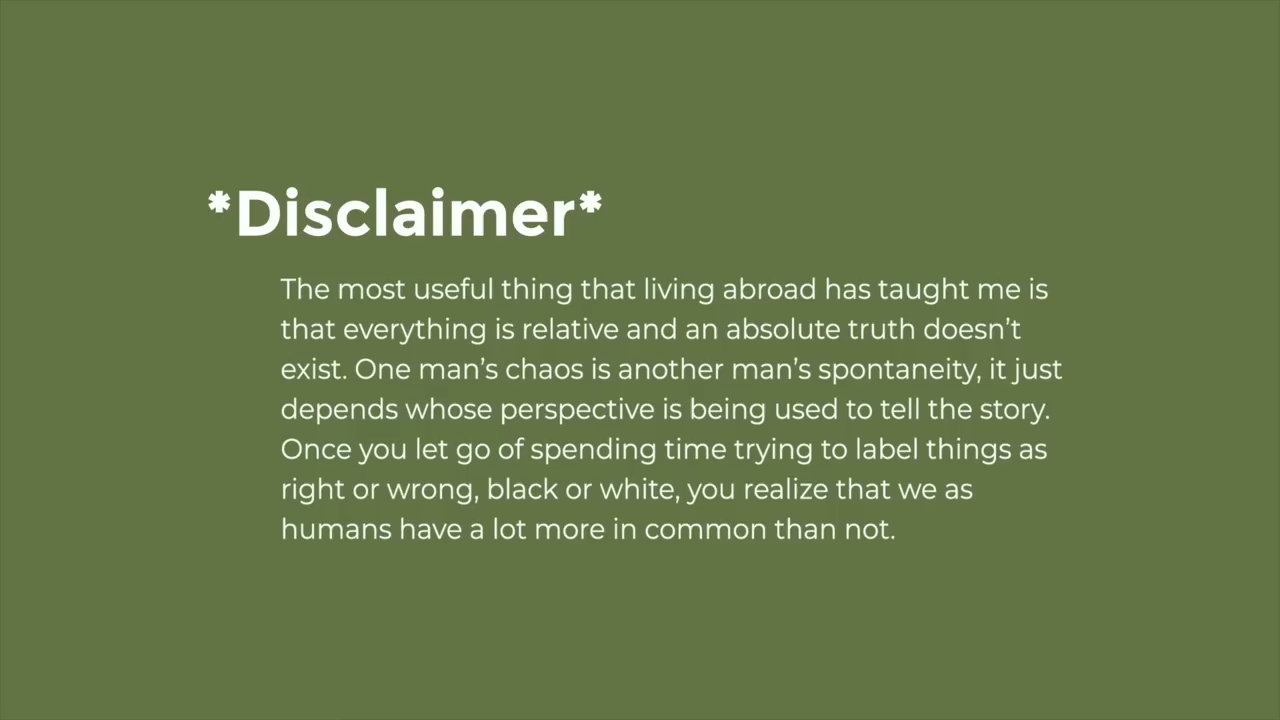 *Disclaimer*
The most useful thing that living abroad has taught me is
that everything is relative and an absolute truth doesn’t
exist. One man’s chaos is another man’s spontaneity, it just
depends whose perspective is being used to tell the story.
Once you let go of spending time trying to label things as
right or wrong, black or white, you realize that we as
humans have a lot more in common than not.